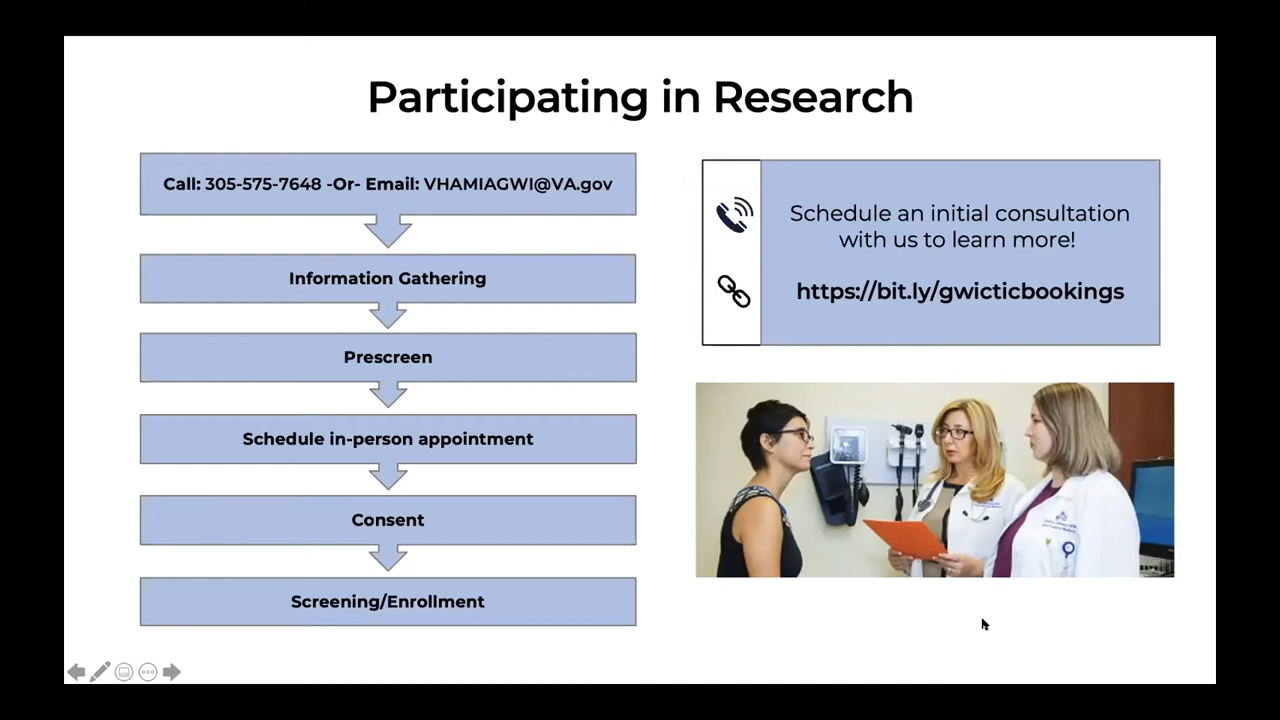 Participating in Research
Call: 305-575-7648 -Or- Email: VHAMIAGWI@VA.gov
Information Gathering
Prescreen
Schedule in-person appointment
Consent
Screening/Enrollment
Schedule an initial consultation
with us to learn more!
https://bit.ly/gwicticbookings